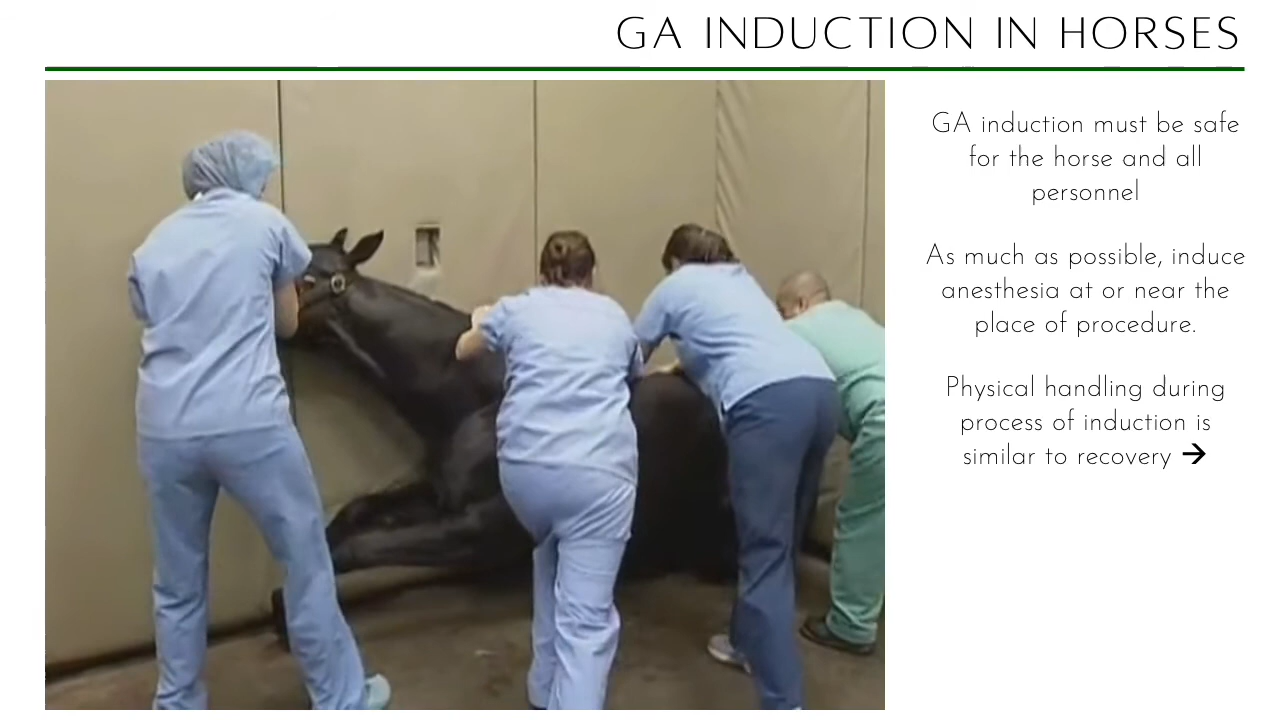 GA INDUCTION IN HORSES
GA induction must be safe
for the horse and all
personnel
As much as possible, induce
anesthesia at or near the
place of procedure.
Physical handling during
process of induction is
similar to recovery →